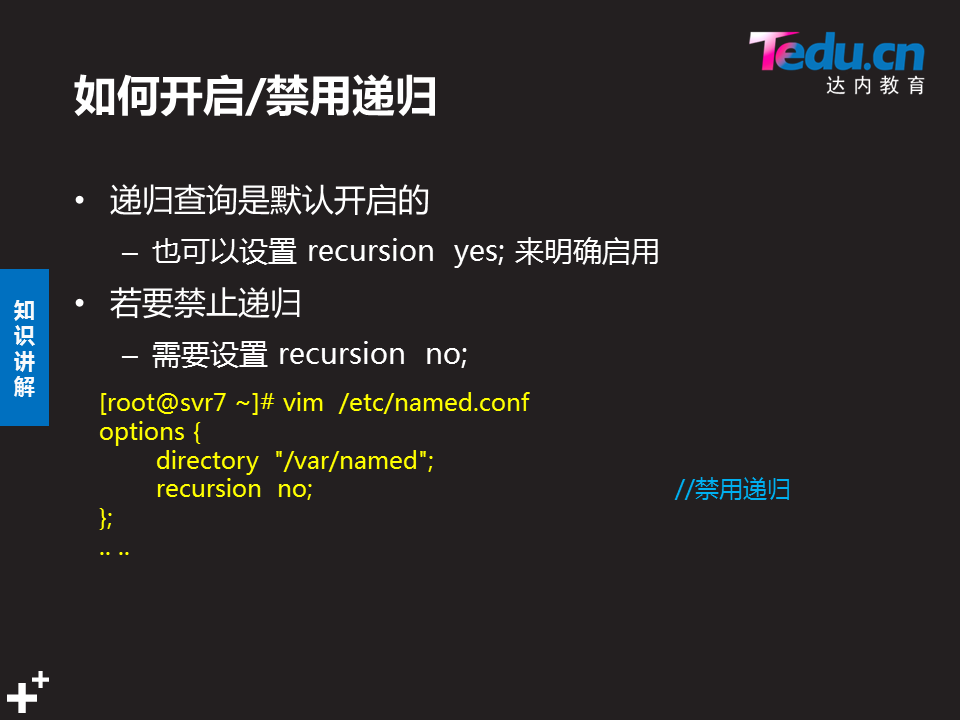 Tedu.cn
达内教育
如何开启/禁用递归
• 递归查询是默认开启的
– 也可以设置 recursion yes; 来明确启用
• 若要禁止递归
– 需要设置 recursion no;
知
识
讲
解
[root@svr7 ~]# vim /etc/named.conf
options {
directory "/var/named";
recursion no; //禁用递归
};
.. ..